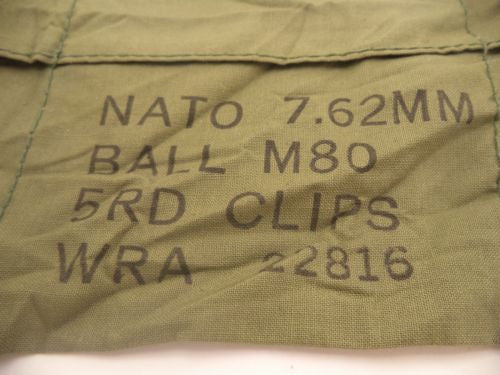 NATO 7.62MM
BALL M80
5RD CLIPS
WRA 22816